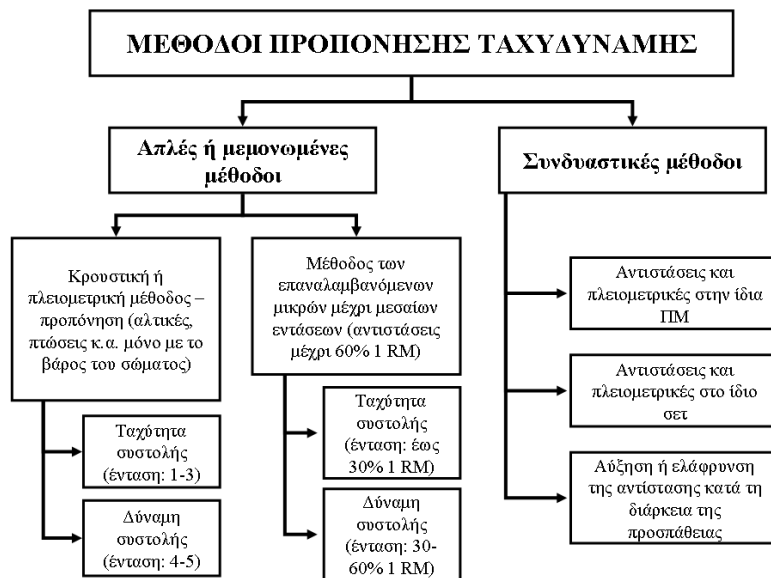 ΜΕΘΟΔΟΙ ΠΡΟΠΟΝΗΣΗΣ ΤΑΧΥΔΥΝΑΜΗΣ
Απλές ή μεμονωμένες
μέθοδοι
Κρουστική ή
πλειομετρική μέθοδος –
προπόνηση (αλτικές,
πτώσεις κ.α. μόνο με το
βάρος του σώματος)
Ταχύτητα
συστολής
(ένταση: 1-3)
Δύναμη
συστολής
(ένταση: 4-5)
Μέθοδος των
επαναλαμβανόμενων
μικρών μέχρι μεσαίων
εντάσεων (αντιστάσεις
μέχρι 60% 1 RM)
Ταχύτητα
συστολής
(ένταση: έως
30% 1 RM)
Δύναμη
συστολής
(ένταση: 30-
60% 1 RM)
Συνδυαστικές μέθοδοι
Αντιστάσεις και
πλειομετρικές στην ίδια
ΠΜ
Αντιστάσεις και
πλειομετρικές στο ίδιο
σετ
Αύξηση ή ελάφρυνση
της αντίστασης κατά τη
διάρκεια της
προσπάθειας